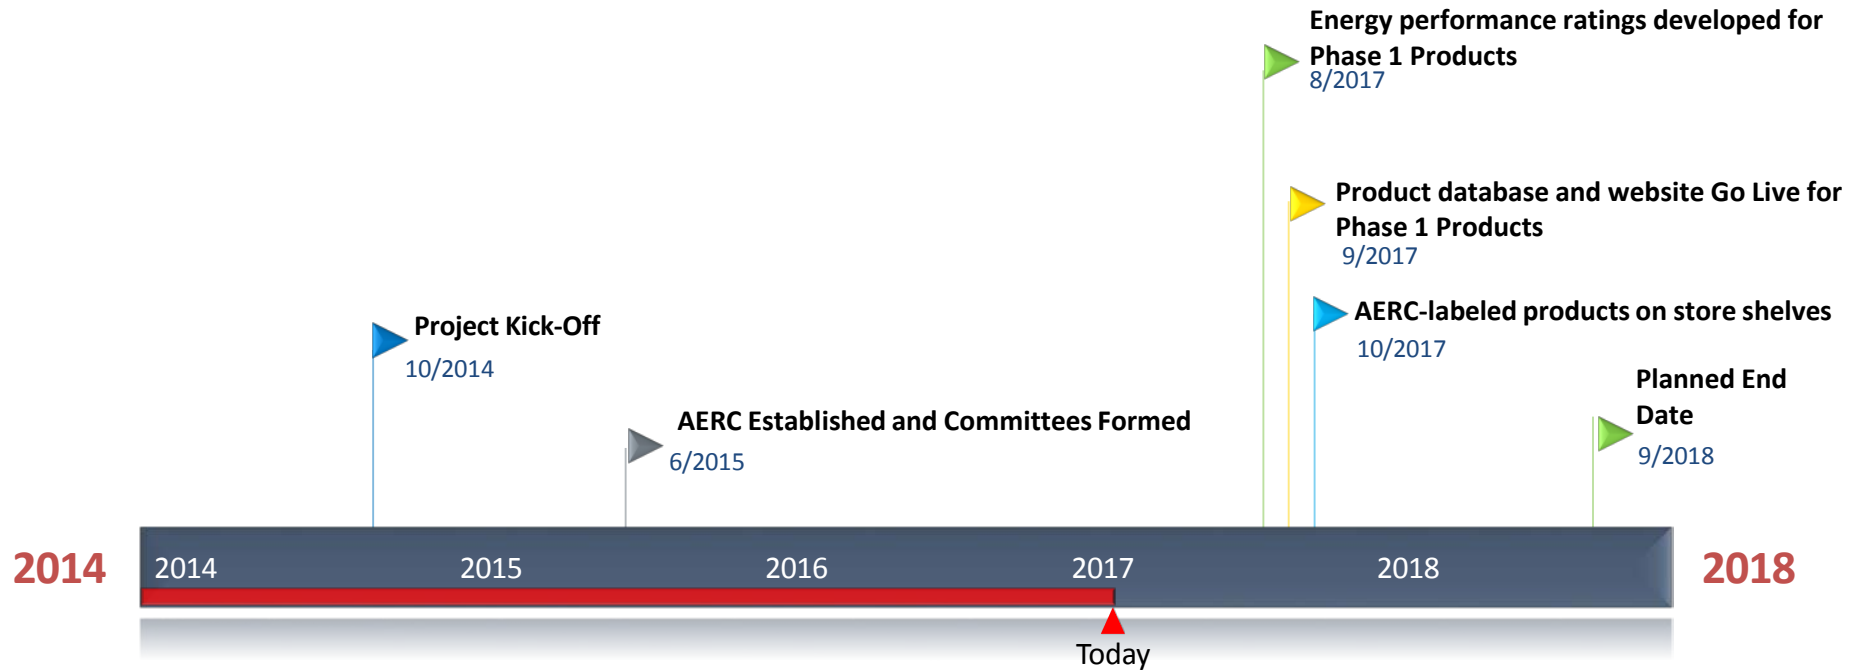 Energy performance ratings developed for
Phase 1 Products
8/2017
Product database and website Go Live for
Phase 1 Products
9/2017
AERC-labeled products on store shelves
10/2017
Project Kick-Off
10/2014
Planned End
Date
9/2018
AERC Established and Committees Formed
6/2015
2014
2014
2015
2016
2017
2018
2018
Today